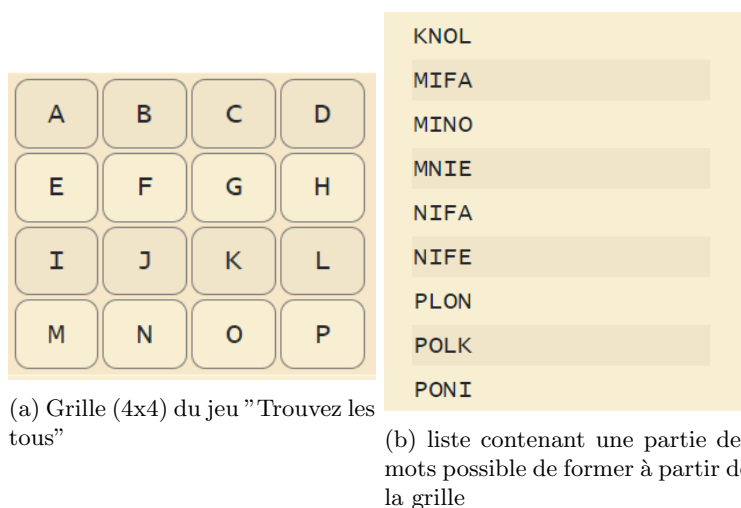 A B C D
E F G H
I J K L
M N O P
(a) Grille (4x4) du jeu ”Trouvez les
tous”
KNOL
MIFA
MINO
MNIE
NIFA
NIFE
PLON
POLK
PONI
(b) liste contenant une partie de
mots possible de former à partir d
la grille